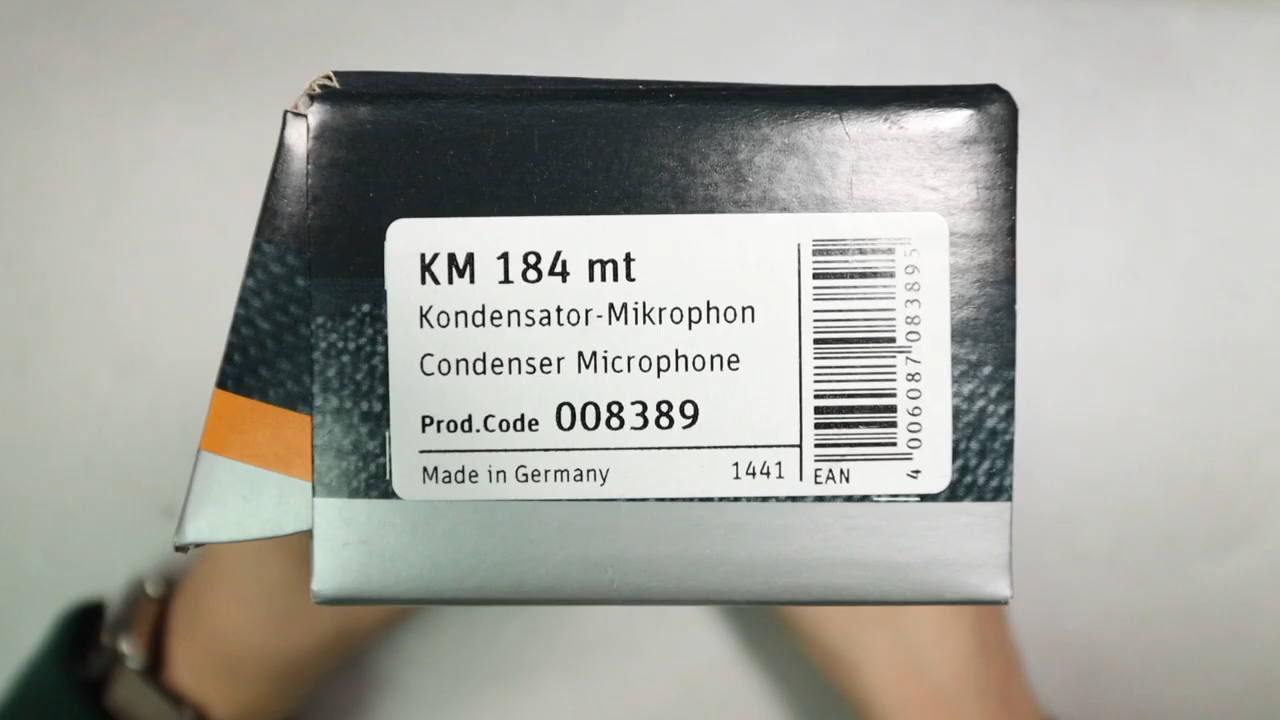 KM 184 mt
Kondensator-Mikrophon
Condenser Microphone
Prod.Code 008389
Made in Germany 1441
EAN
4 006087 083895